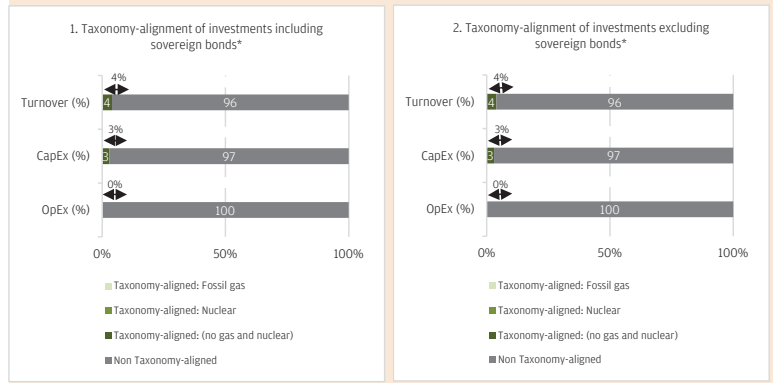 1. Taxonomy-alignment of investments including
sovereign bonds*
4%
Turnover (%)
4
96
3%
CapEx (%)
3
97
0%
OpEx (%)
100
0%
50%
100%
Taxonomy-aligned: Fossil gas
Taxonomy-aligned: Nuclear
Taxonomy-aligned: (no gas and nuclear)
Non Taxonomy-aligned
2. Taxonomy-alignment of investments excluding
sovereign bonds*
4%
Turnover (%)
4
96
3%
CapEx (%)
3
97
0%
OpEx (%)
100
0%
50%
100%
Taxonomy-aligned: Fossil gas
Taxonomy-aligned: Nuclear
Taxonomy-aligned: (no gas and nuclear)
Non Taxonomy-aligned